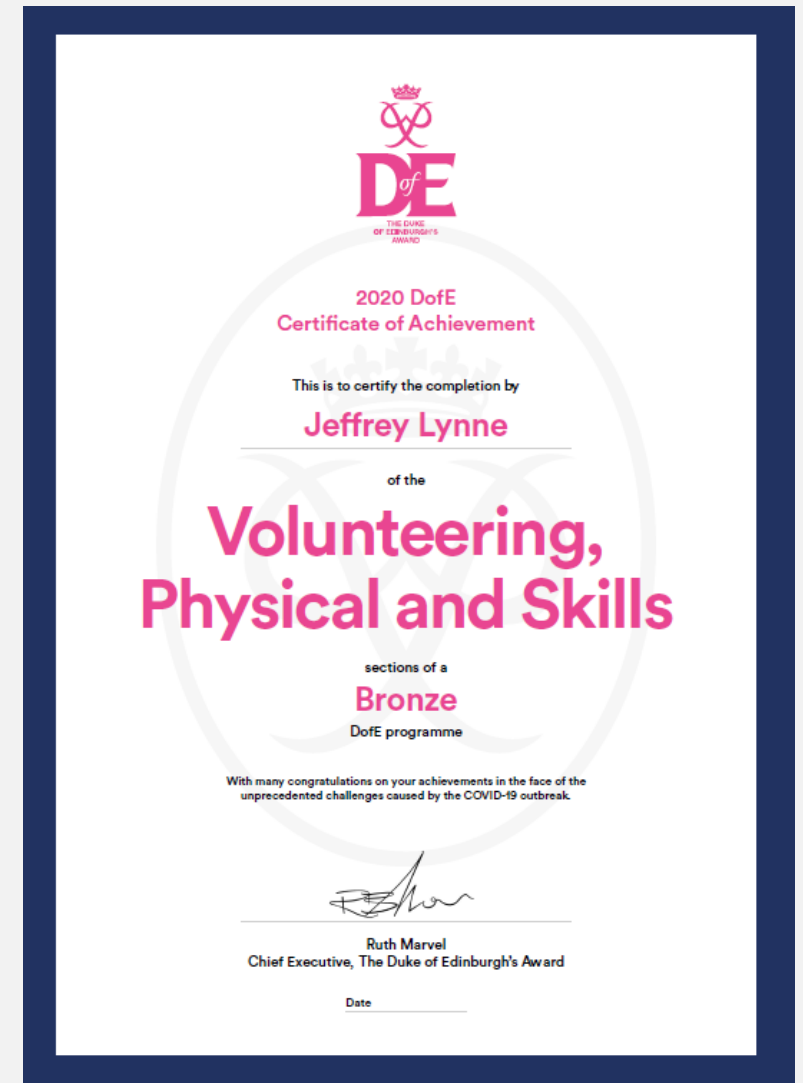 DofE
THE DUKE
OF EDINBURGH'S
AWARD
2020 DofE
Certificate of Achievement
This is to certify the completion by
Jeffrey Lynne
of the
Volunteering,
Physical and Skills
sections of a
Bronze
DofE programme
With many congratulations on your achievements in the face of the
unprecedented challenges caused by the COVID-19 outbreak.
Ruth Marvel
Chief Executive, The Duke of Edinburgh's Award
Date